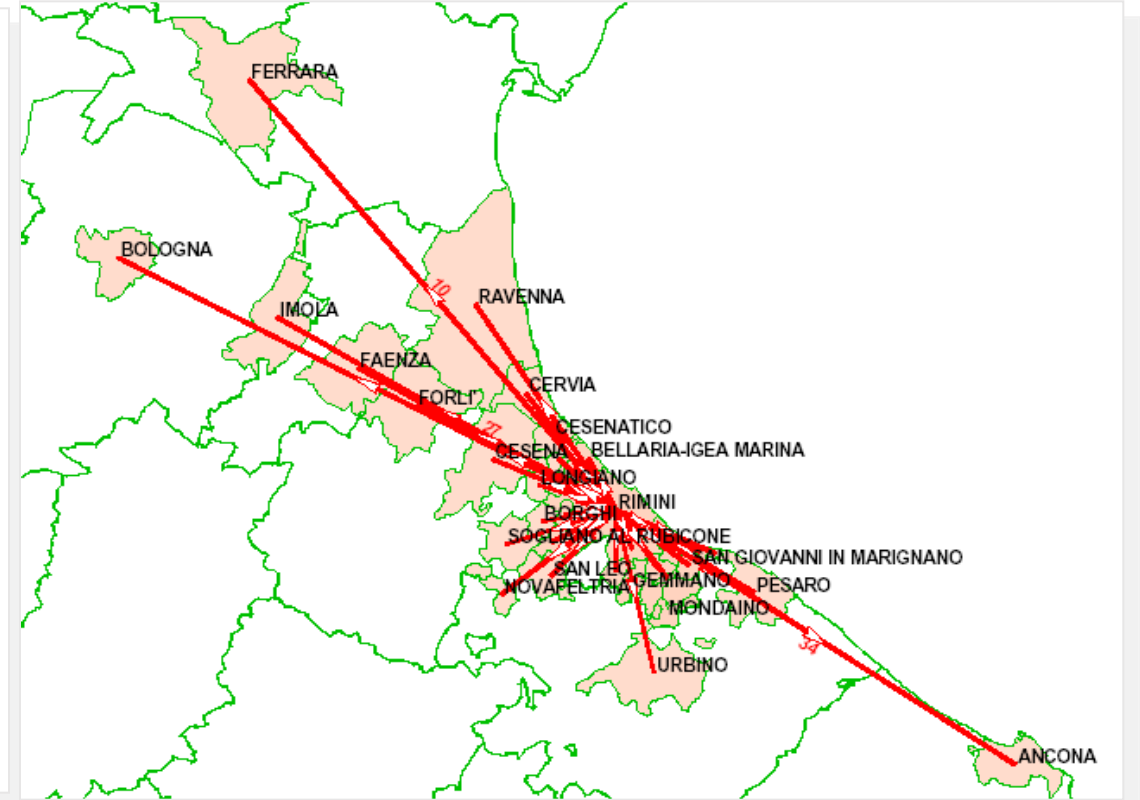 FERRARA
BOLOGNA
10
RAVENNA
IMOLA
FAENZA
CERVIA
FORLI'
CESENATICO
27
BELLARIA-IGEA MARINA
CESENA
LONGIANO
RIMINI
BORGHI
SOGLIANO AL RUBICONE
SAN GIOVANNI IN MARIGNANO
SAN LEO
GEMMANO
NOVAFELTRIA
PESARO
MONDAINO
34
URBINO
ANCONA